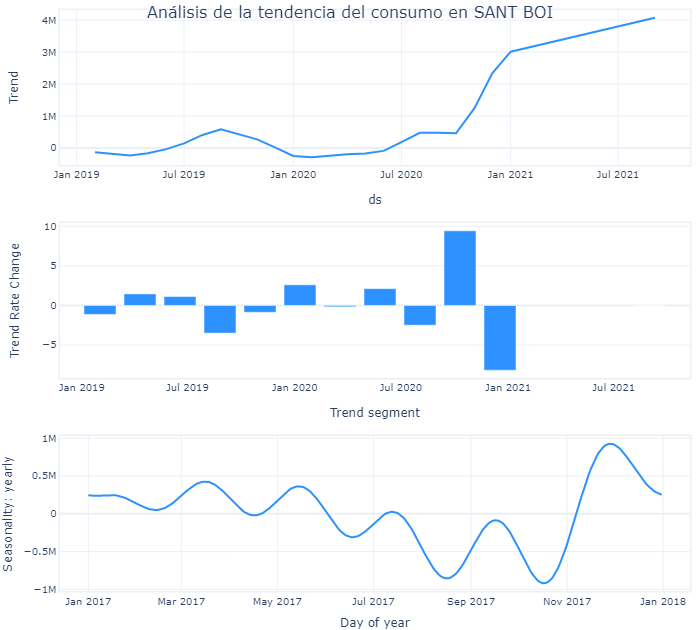 Análisis de la tendencia del consumo en SANT BOI
4M
3M
2M
1M
0
Trend
Jan 2019
Jul 2019
Jan 2020
Jul 2020
Jan 2021
Jul 2021
ds
10
5
0
−5
Trend Rate Change
Jan 2019
Jul 2019
Jan 2020
Jul 2020
Jan 2021
Jul 2021
Trend segment
1M
0.5M
0
−0.5M
−1M
Seasonality: yearly
Jan 2017
Mar 2017
May 2017
Jul 2017
Sep 2017
Nov 2017
Jan 2018
Day of year